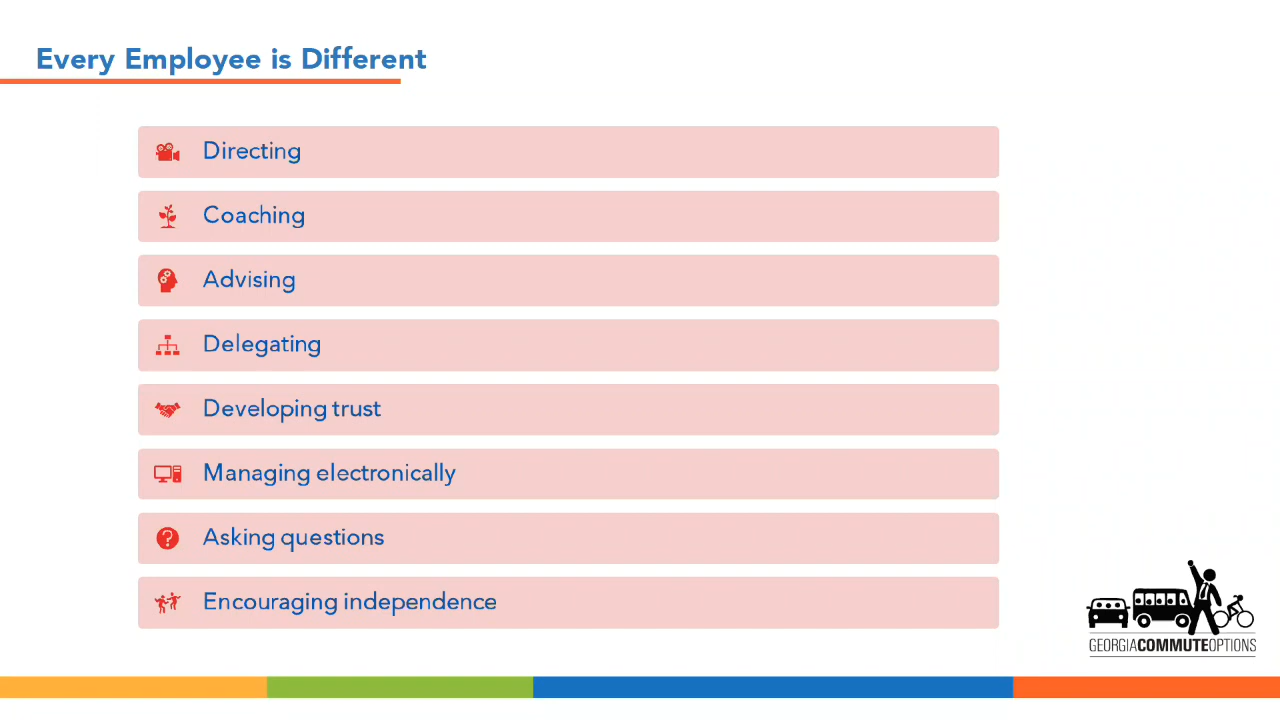 Every Employee is Different
Directing
Coaching
Advising
Delegating
Developing trust
Managing electronically
Asking questions
Encouraging independence
GEORGIACOMMUTEOPTIONS